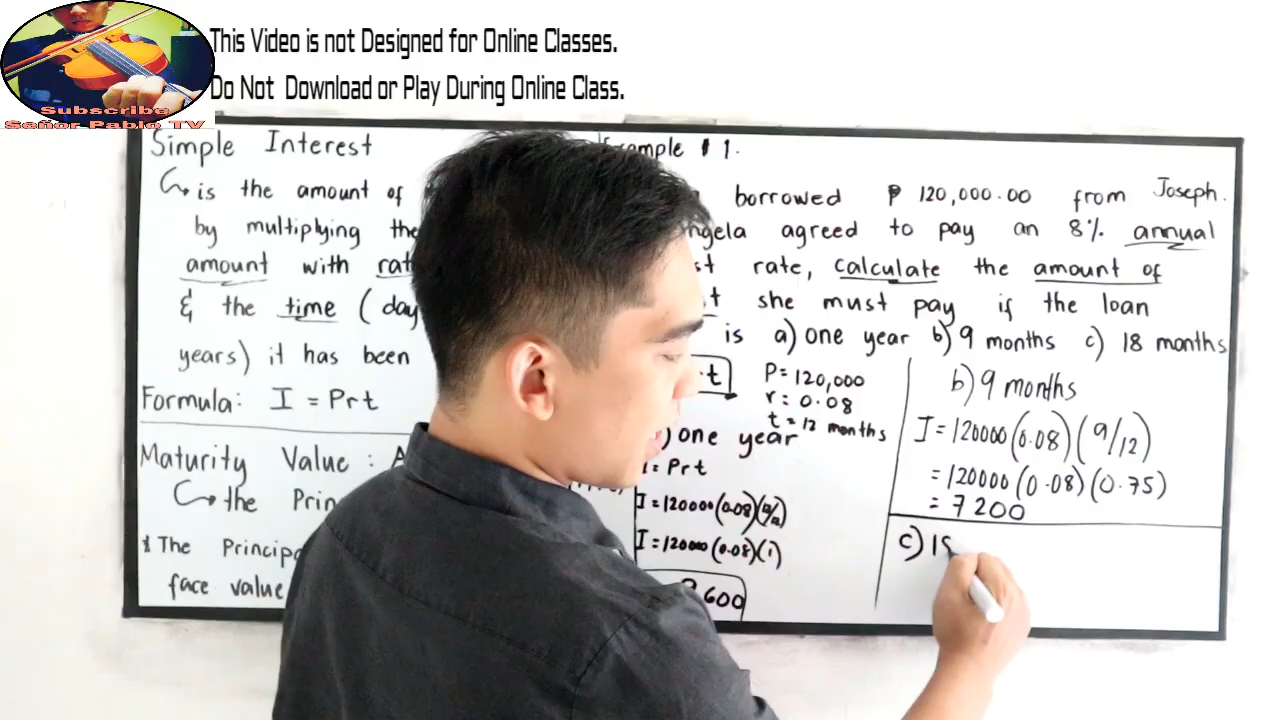 This Video is not Designed for Online Classes.
Do Not Download or Play During Online Class.
Subscribe
Señor Pablo TV
Simple Interest
is the amount of
by multiplying the
amount with
& the time (
years) it has been
Formula: I = Prt
Maturity Value :
the
* The
face value
1.
borrowed ₱ 120,000.00 from Joseph.
agreed to pay an 8% annual
rate, calculate the amount of
she must pay if the loan
is a) one year b) 9 months c) 18 months
P = 120,000
r = 0.08
t = 12 months
) one year
= Prt
I = 120000 (0.08)(12/12)
I = 120000 (0.08)(1)
600
b) 9 months
I = 120000 (0.08) (9/12)
= 120000 (0.08) (0.75)
= 7200
c) 18